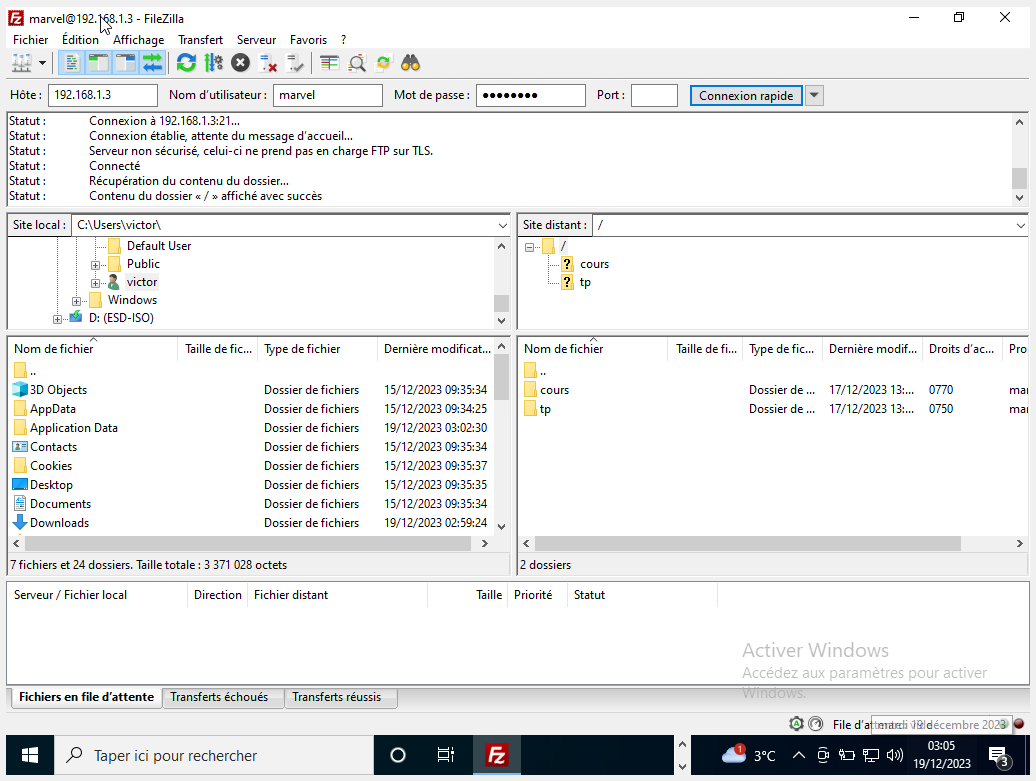 marvel@192.168.1.3 - FileZilla
Fichier Édition Affichage Transfert Serveur Favoris ?
Hôte : 192.168.1.3 Nom d'utilisateur : marvel Mot de passe : ●●●●●●●● Port : Connexion rapide
Statut : Connexion à 192.168.1.3:21...
Statut : Connexion établie, attente du message d'accueil...
Statut : Serveur non sécurisé, celui-ci ne prend pas en charge FTP sur TLS.
Statut : Connecté
Statut : Récupération du contenu du dossier...
Statut : Contenu du dossier « / » affiché avec succès
Site local : C:\Users\victor\
Default User
Public
victor
Windows
D: (ESD-ISO)
Site distant : /
/
cours
tp
Nom de fichier Taille de fic... Type de fichier Dernière modificat...
..
3D Objects Dossier de fichiers 15/12/2023 09:35:34
AppData Dossier de fichiers 15/12/2023 09:34:25
Application Data Dossier de fichiers 19/12/2023 03:02:30
Contacts Dossier de fichiers 15/12/2023 09:35:34
Cookies Dossier de fichiers 15/12/2023 09:35:37
Desktop Dossier de fichiers 15/12/2023 09:35:35
Documents Dossier de fichiers 15/12/2023 09:35:34
Downloads Dossier de fichiers 19/12/2023 02:59:24
7 fichiers et 24 dossiers. Taille totale : 3 371 028 octets
Nom de fichier Taille de fi... Type de fic... Dernière modif... Droits d'ac... Pro
..
cours Dossier de ... 17/12/2023 13:... 0770 mar
tp Dossier de ... 17/12/2023 13:... 0750 mar
2 dossiers
Serveur / Fichier local Direction Fichier distant Taille Priorité Statut
Activer Windows
Accédez aux paramètres pour activer
Windows.
Fichiers en file d'attente Transferts échoués Transferts réussis
File d'at mardi 19 décembre 2023
Taper ici pour rechercher
1 3°C 03:05
19/12/2023 3